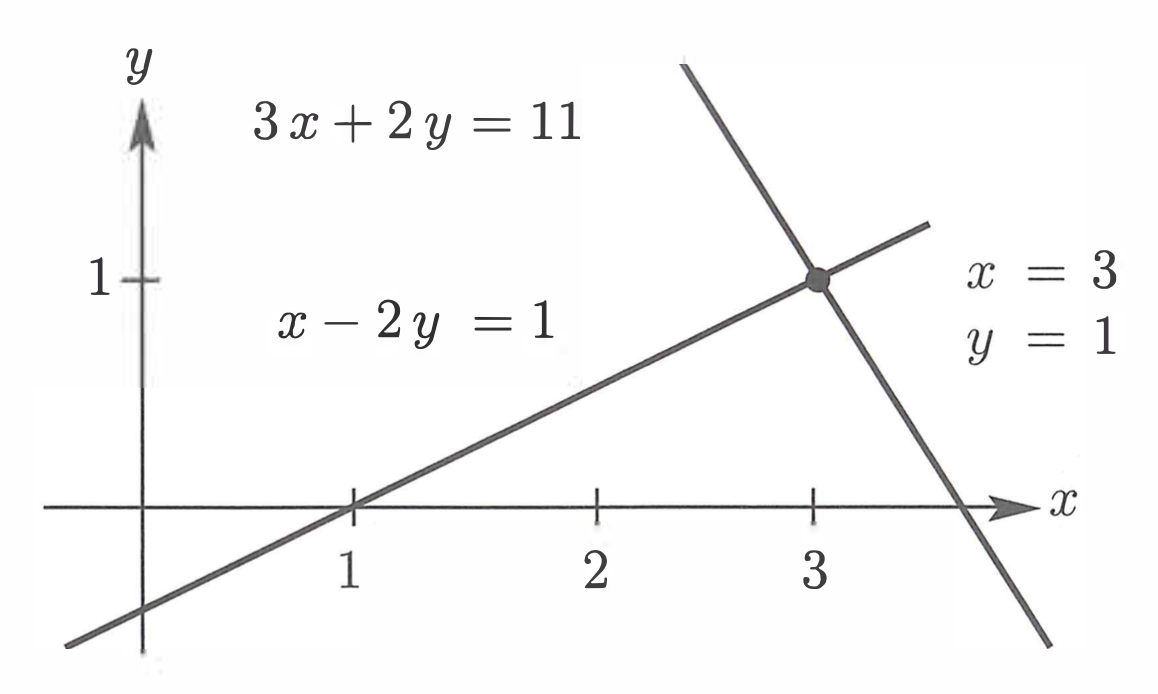 y
3x + 2y = 11
1
x − 2y = 1
x = 3
y = 1
x
1 2 3